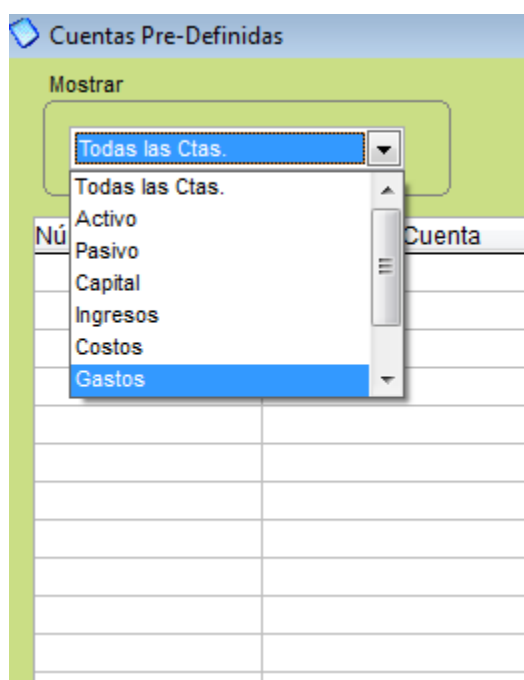 Cuentas Pre-Definidas
Mostrar
Todas las Ctas.
Todas las Ctas.
Activo
Nú Cuenta
Pasivo
Capital
Ingresos
Costos
Gastos